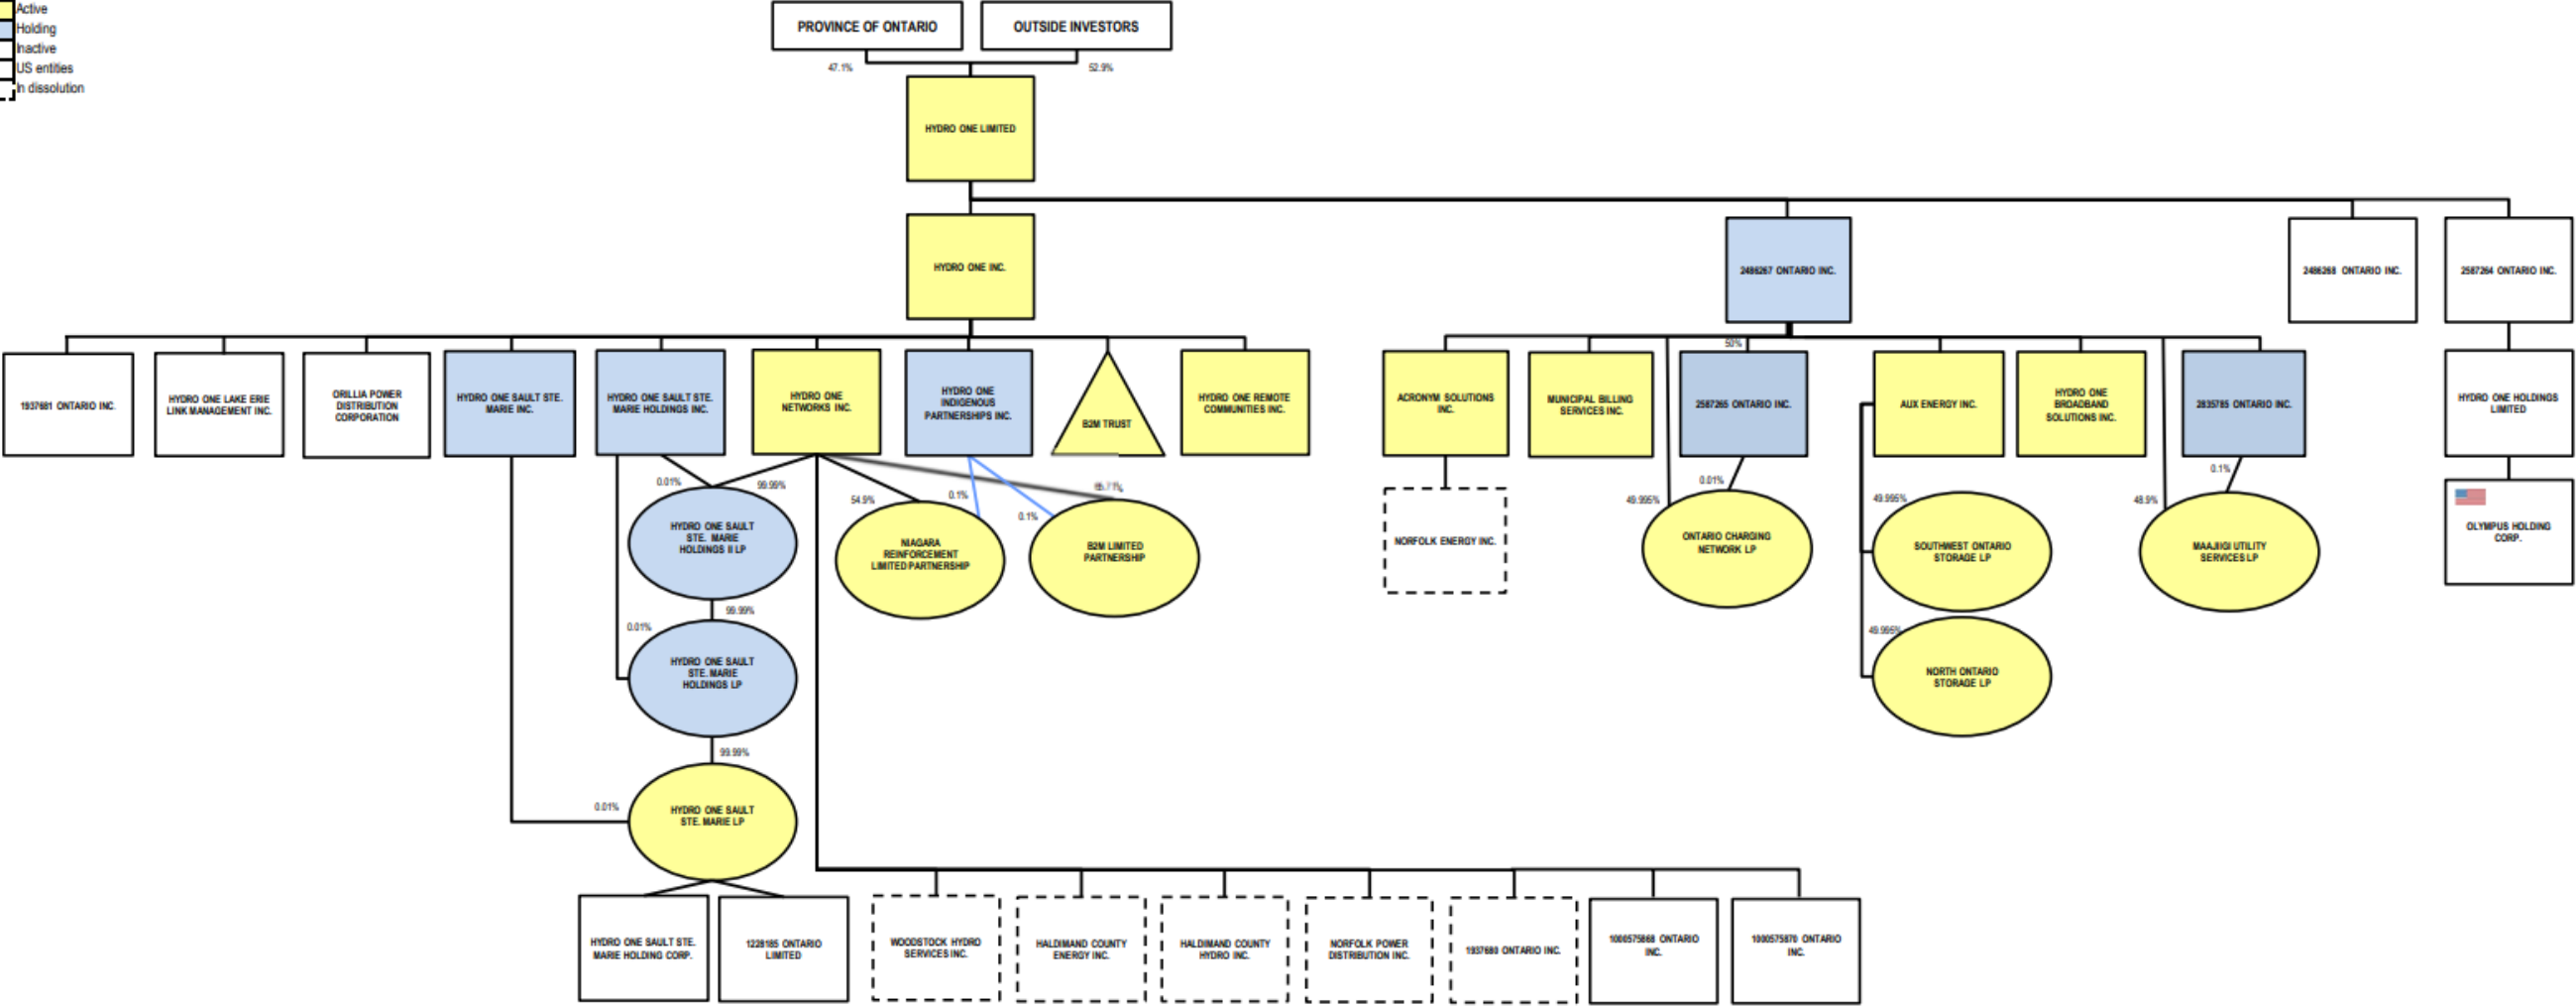 Active
Holding
Inactive
US entities
In dissolution
PROVINCE OF ONTARIO
OUTSIDE INVESTORS
47.1%
52.9%
HYDRO ONE LIMITED
HYDRO ONE INC.
2486267 ONTARIO INC.
2486268 ONTARIO INC.
2587264 ONTARIO INC.
50%
1937681 ONTARIO INC.
HYDRO ONE LAKE ERIE
LINK MANAGEMENT INC.
ORILLIA POWER
DISTRIBUTION
CORPORATION
HYDRO ONE SAULT STE.
MARIE INC.
HYDRO ONE SAULT STE.
MARIE HOLDINGS INC.
HYDRO ONE
NETWORKS INC.
HYDRO ONE
INDIGENOUS
PARTNERSHIPS INC.
B2M TRUST
HYDRO ONE REMOTE
COMMUNITIES INC.
ACRONYM SOLUTIONS
INC.
MUNICIPAL BILLING
SERVICES INC.
2587265 ONTARIO INC.
AUX ENERGY INC.
HYDRO ONE
BROADBAND
SOLUTIONS INC.
2835785 ONTARIO INC.
HYDRO ONE HOLDINGS
LIMITED
0.01%
99.99%
54.9%
0.1%
0.1%
49.995%
0.01%
49.995%
48.9%
0.1%
HYDRO ONE SAULT
STE. MARIE
HOLDINGS II LP
NIAGARA
REINFORCEMENT
LIMITED PARTNERSHIP
B2M LIMITED
PARTNERSHIP
NORFOLK ENERGY INC.
ONTARIO CHARGING
NETWORK LP
SOUTHWEST ONTARIO
STORAGE LP
MAAJIIGI UTILITY
SERVICES LP
OLYMPUS HOLDING
CORP.
99.99%
0.01%
49.995%
HYDRO ONE SAULT
STE. MARIE
HOLDINGS LP
NORTH ONTARIO
STORAGE LP
99.99%
0.01%
HYDRO ONE SAULT
STE. MARIE LP
HYDRO ONE SAULT STE.
MARIE HOLDING CORP.
1228185 ONTARIO
LIMITED
WOODSTOCK HYDRO
SERVICES INC.
HALDIMAND COUNTY
ENERGY INC.
HALDIMAND COUNTY
HYDRO INC.
NORFOLK POWER
DISTRIBUTION INC.
1937680 ONTARIO INC.
1000575868 ONTARIO
INC.
1000575870 ONTARIO
INC.